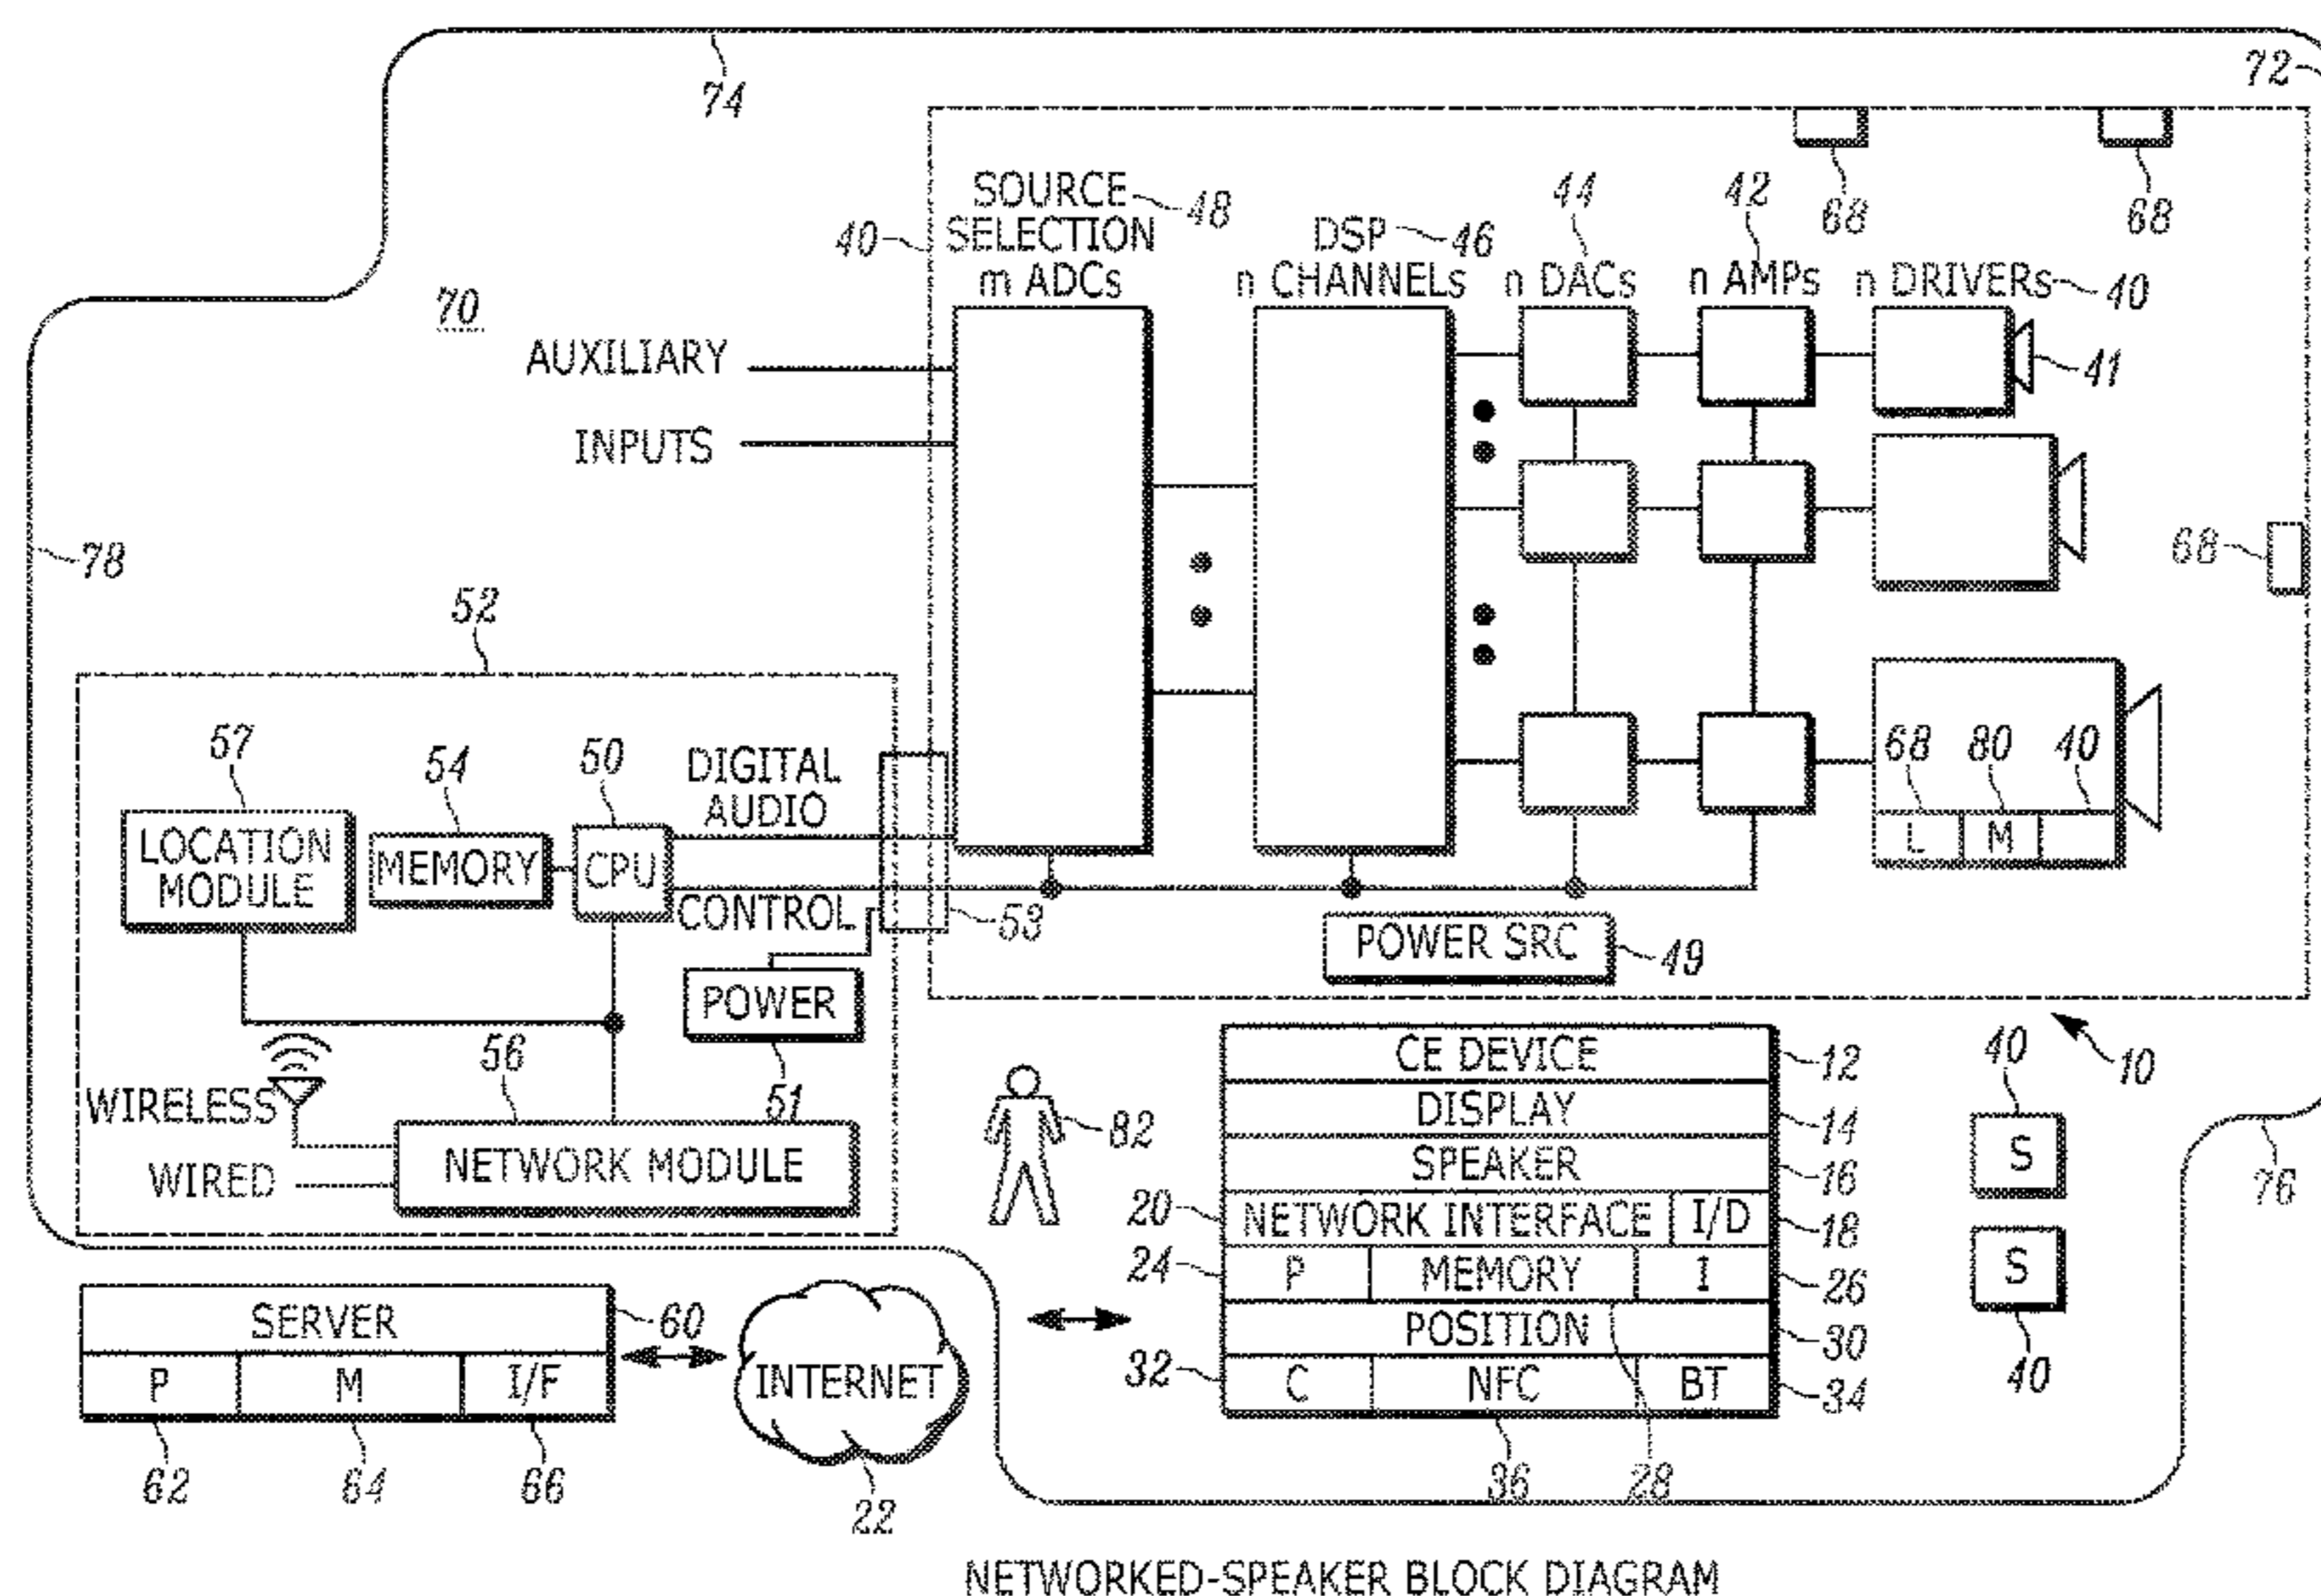 74
72
68
68
SOURCE
SELECTION
m ADCs
48
40
DSP
n CHANNELs
46
44
n DACs
42
n AMPs
n DRIVERs
40
41
70
AUXILIARY
INPUTS
78
68
52
57
LOCATION
MODULE
54
MEMORY
50
CPU
DIGITAL
AUDIO
CONTROL
53
68
80
40
L
M
POWER SRC
49
POWER
51
56
WIRELESS
WIRED
NETWORK MODULE
82
10
CE DEVICE
12
DISPLAY
14
SPEAKER
16
20
NETWORK INTERFACE
I/D
18
24
P
MEMORY
I
26
POSITION
30
32
C
NFC
BT
34
36
28
40
S
S
40
76
SERVER
60
P
M
I/F
62
64
66
INTERNET
22
NETWORKED-SPEAKER BLOCK DIAGRAM